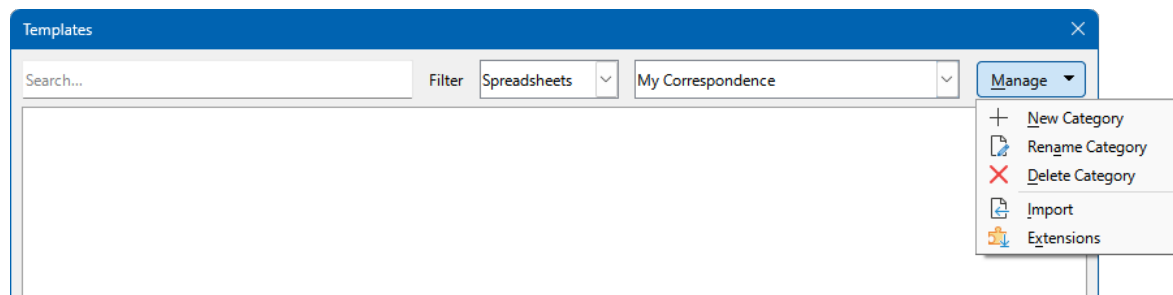 Templates
Search...
Filter
Spreadsheets
My Correspondence
Manage
New Category
Rename Category
Delete Category
Import
Extensions